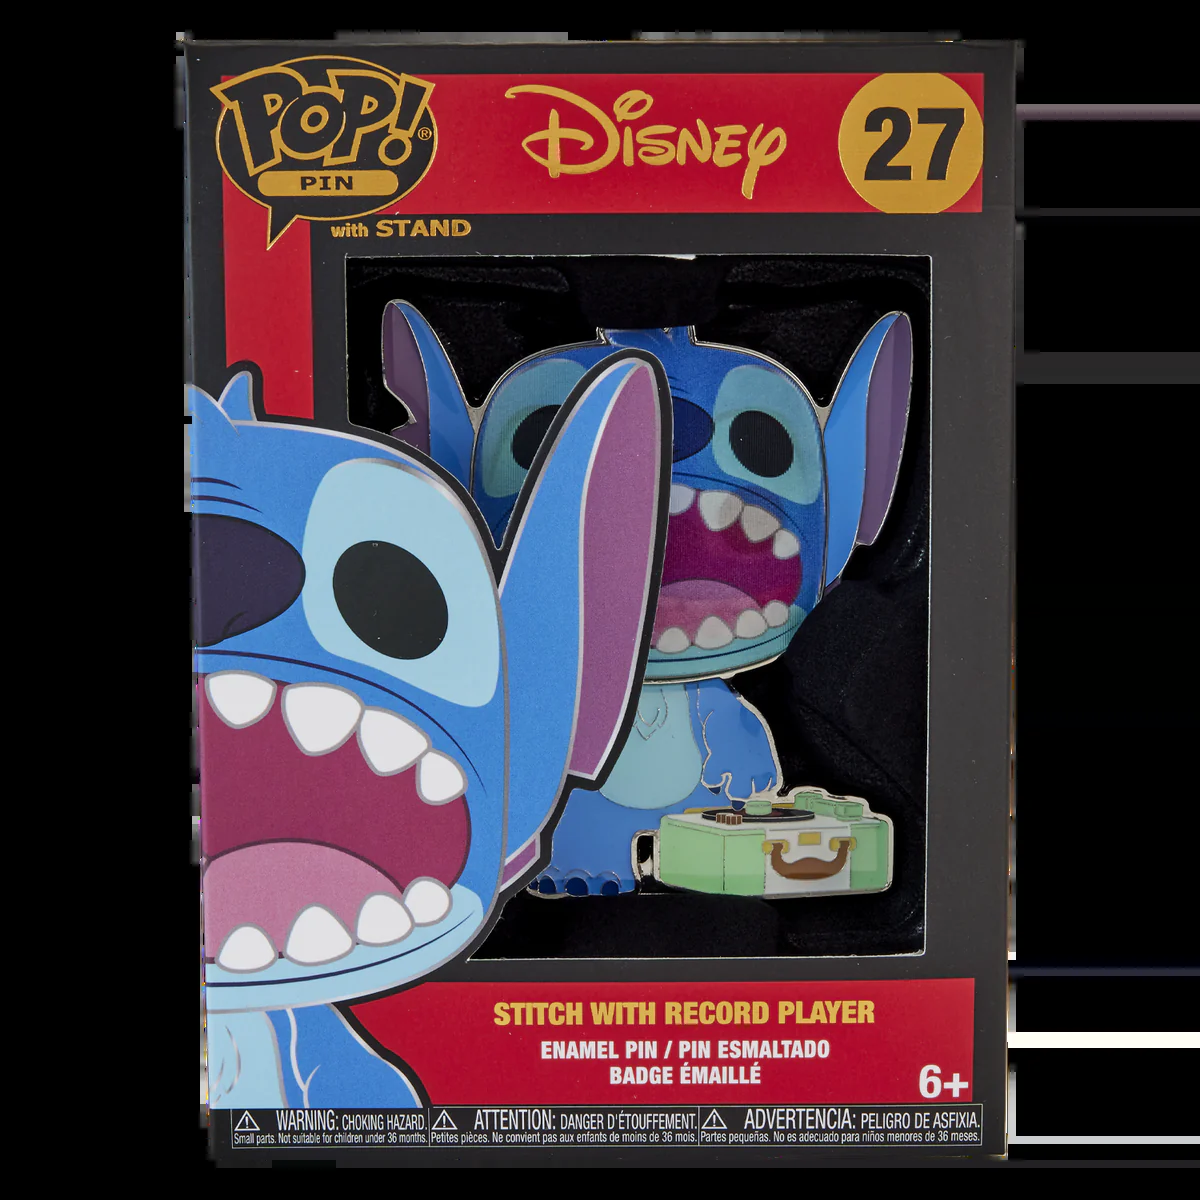 POP!®
PIN
with STAND
Disney
27
STITCH WITH RECORD PLAYER
ENAMEL PIN / PIN ESMALTADO
BADGE ÉMAILLÉ
6+
WARNING: CHOKING HAZARD.
Small parts. Not suitable for children under 36 months.
ATTENTION: DANGER D'ÉTOUFFEMENT.
Petites pièces. Ne convient pas aux enfants de moins de 36 mois.
ADVERTENCIA: PELIGRO DE ASFIXIA.
Partes pequeñas. No es adecuado para niños menores de 36 meses.